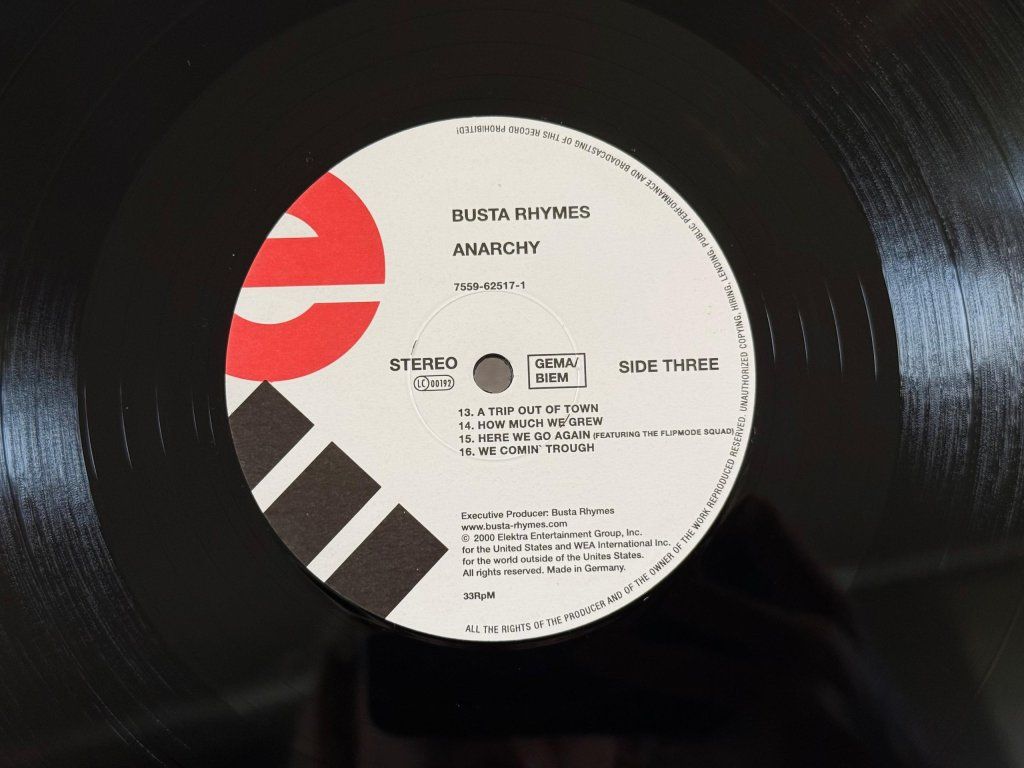 BUSTA RHYMES
ANARCHY
7559-62517-1
STEREO
LC 00192
GEMA/
BIEM
SIDE THREE
13. A TRIP OUT OF TOWN
14. HOW MUCH WE GREW
15. HERE WE GO AGAIN (FEATURING THE FLIPMODE SQUAD)
16. WE COMIN` TROUGH
Executive Producer: Busta Rhymes
www.busta-rhymes.com
© 2000 Elektra Entertainment Group, Inc.
for the United States and WEA International Inc.
for the world outside of the Unites States.
All rights reserved. Made in Germany.
33RpM
ALL THE RIGHTS OF THE PRODUCER AND OF THE OWNER OF THE WORK REPRODUCED RESERVED. UNAUTHORIZED COPYING, HIRING, LENDING, PUBLIC PERFORMANCE AND BROADCASTING OF THIS RECORD PROHIBITED!
e